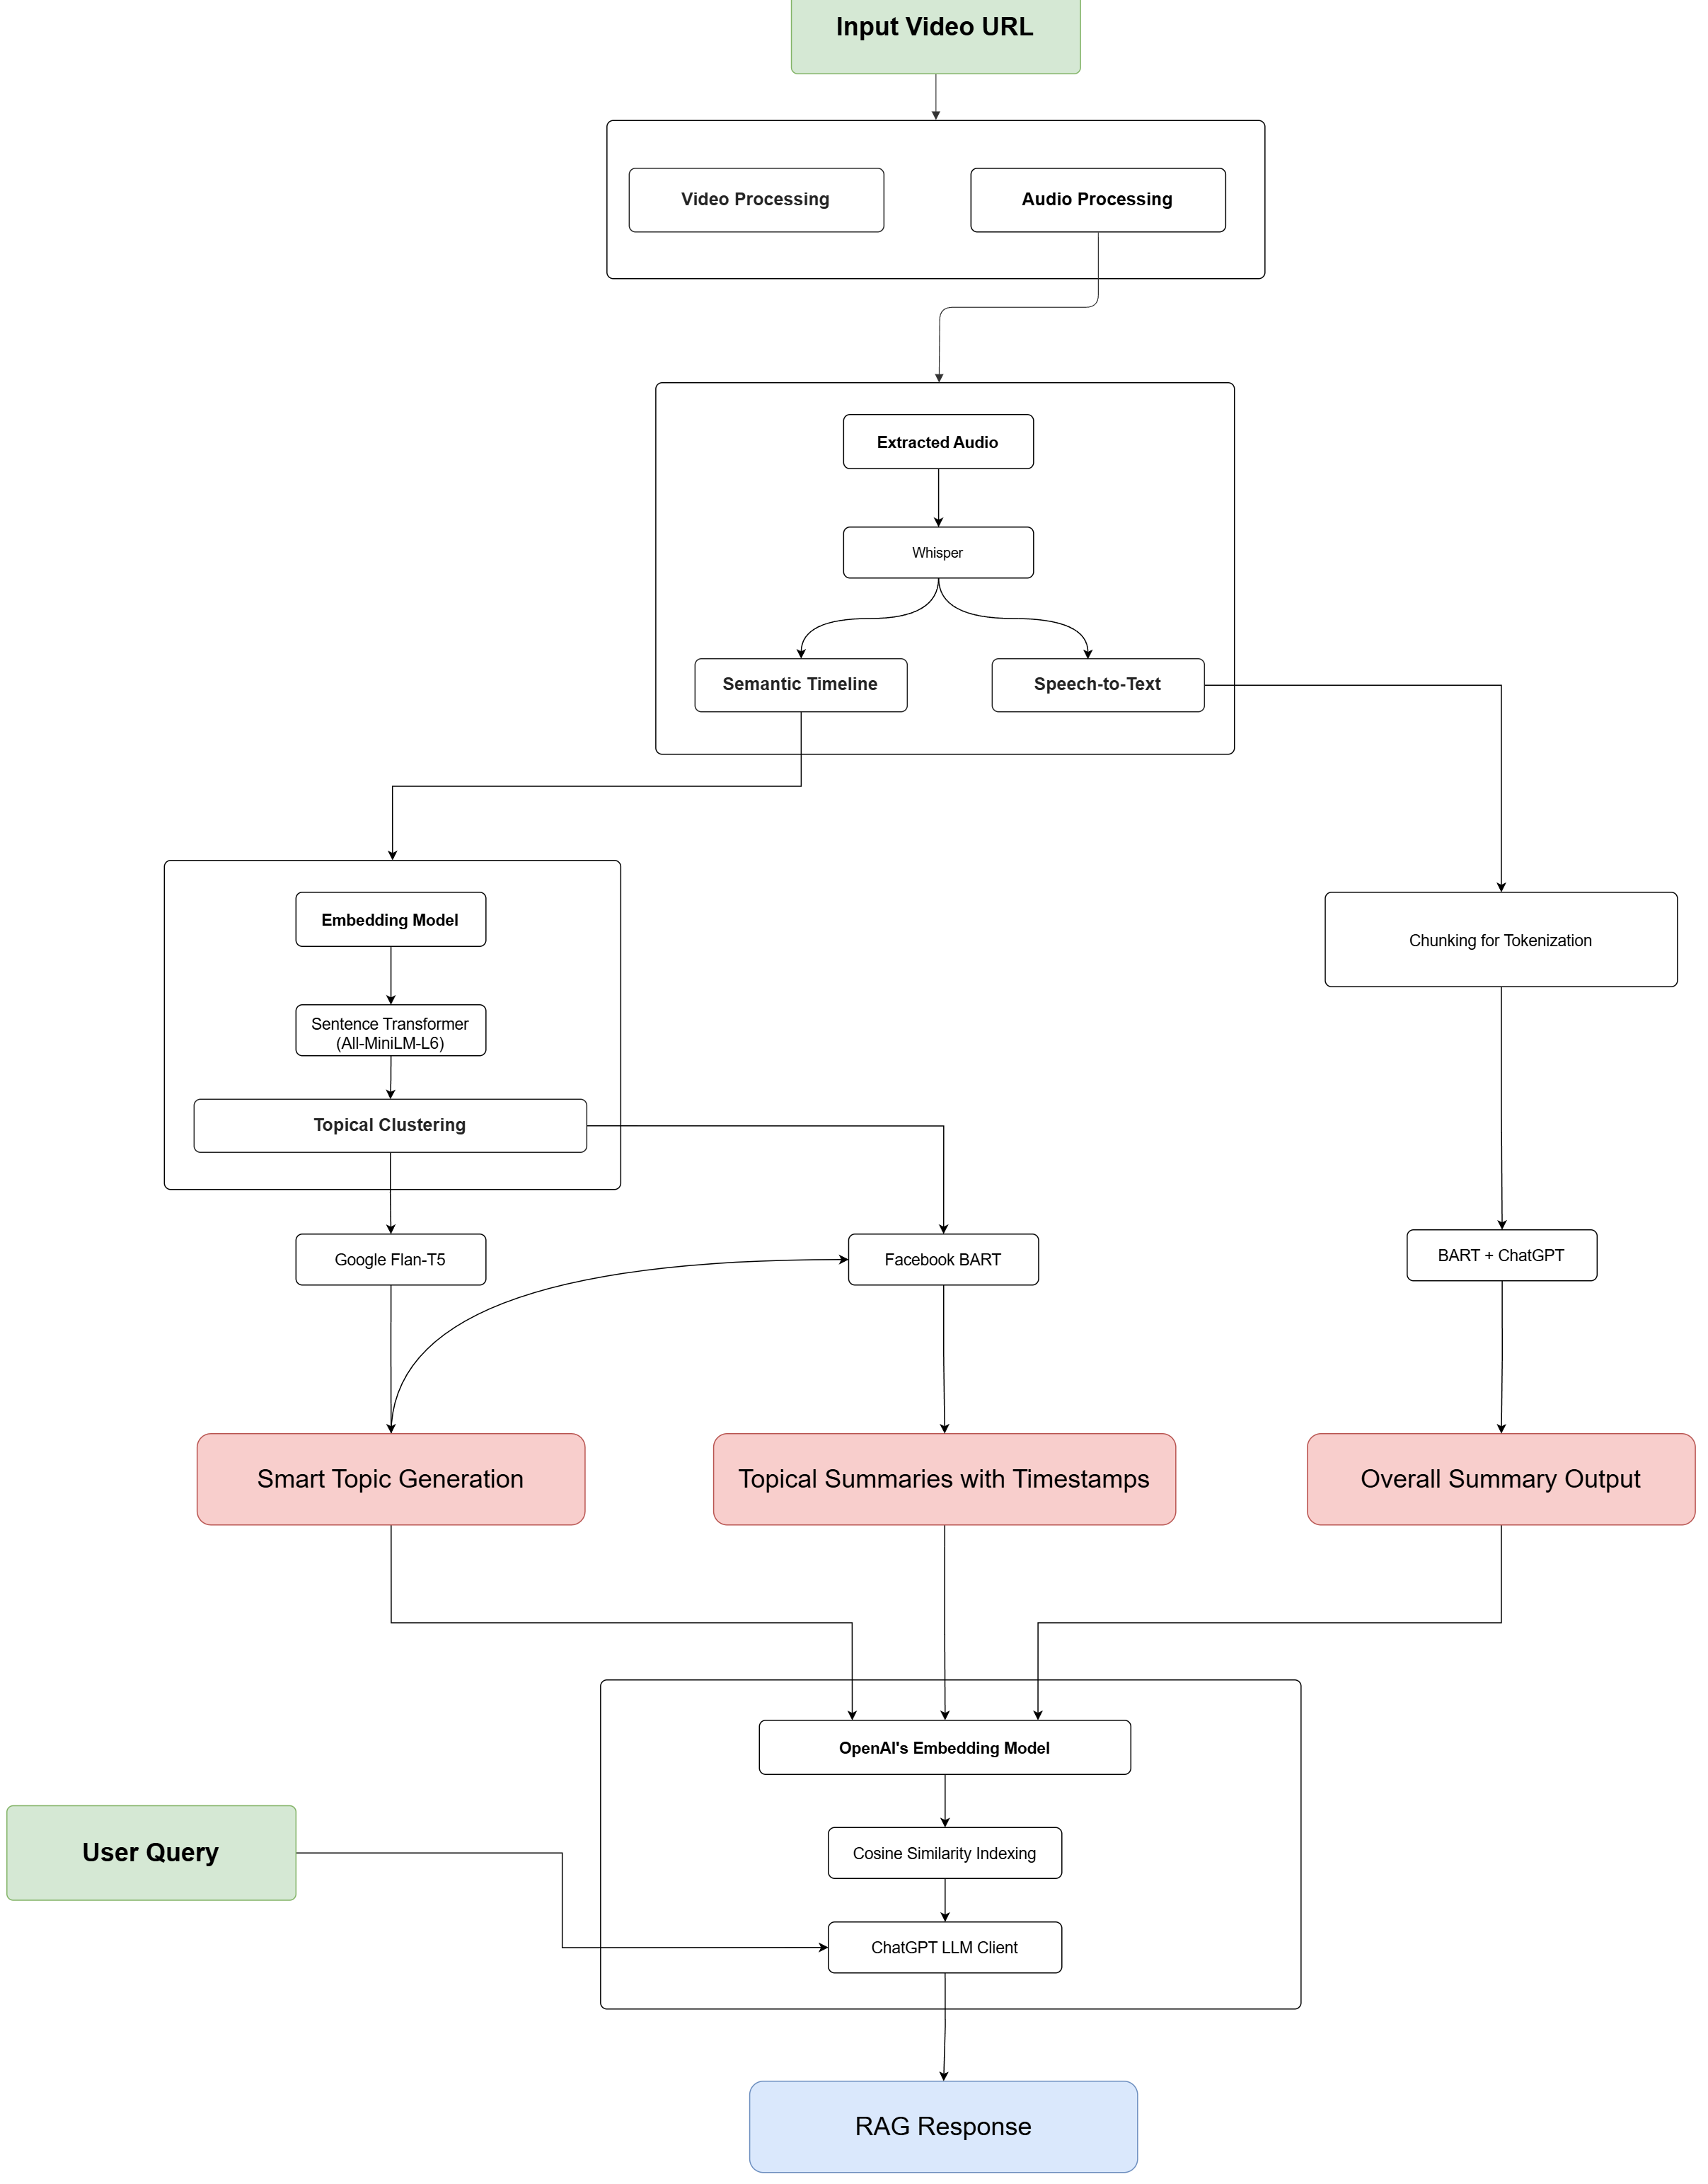 Input Video URL
Video Processing
Audio Processing
Extracted Audio
Whisper
Semantic Timeline
Speech-to-Text
Embedding Model
Chunking for Tokenization
Sentence Transformer
(All-MiniLM-L6)
Topical Clustering
Google Flan-T5
Facebook BART
BART + ChatGPT
Smart Topic Generation
Topical Summaries with Timestamps
Overall Summary Output
OpenAI's Embedding Model
User Query
Cosine Similarity Indexing
ChatGPT LLM Client
RAG Response